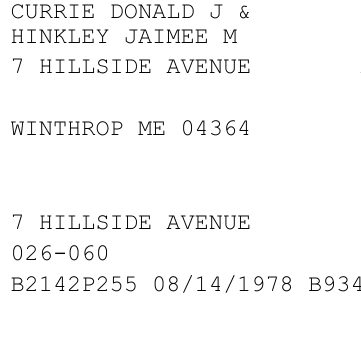 CURRIE DONALD J &
HINKLEY JAIMEE M
7 HILLSIDE AVENUE
WINTHROP ME 04364
7 HILLSIDE AVENUE
026-060
B2142P255 08/14/1978 B934